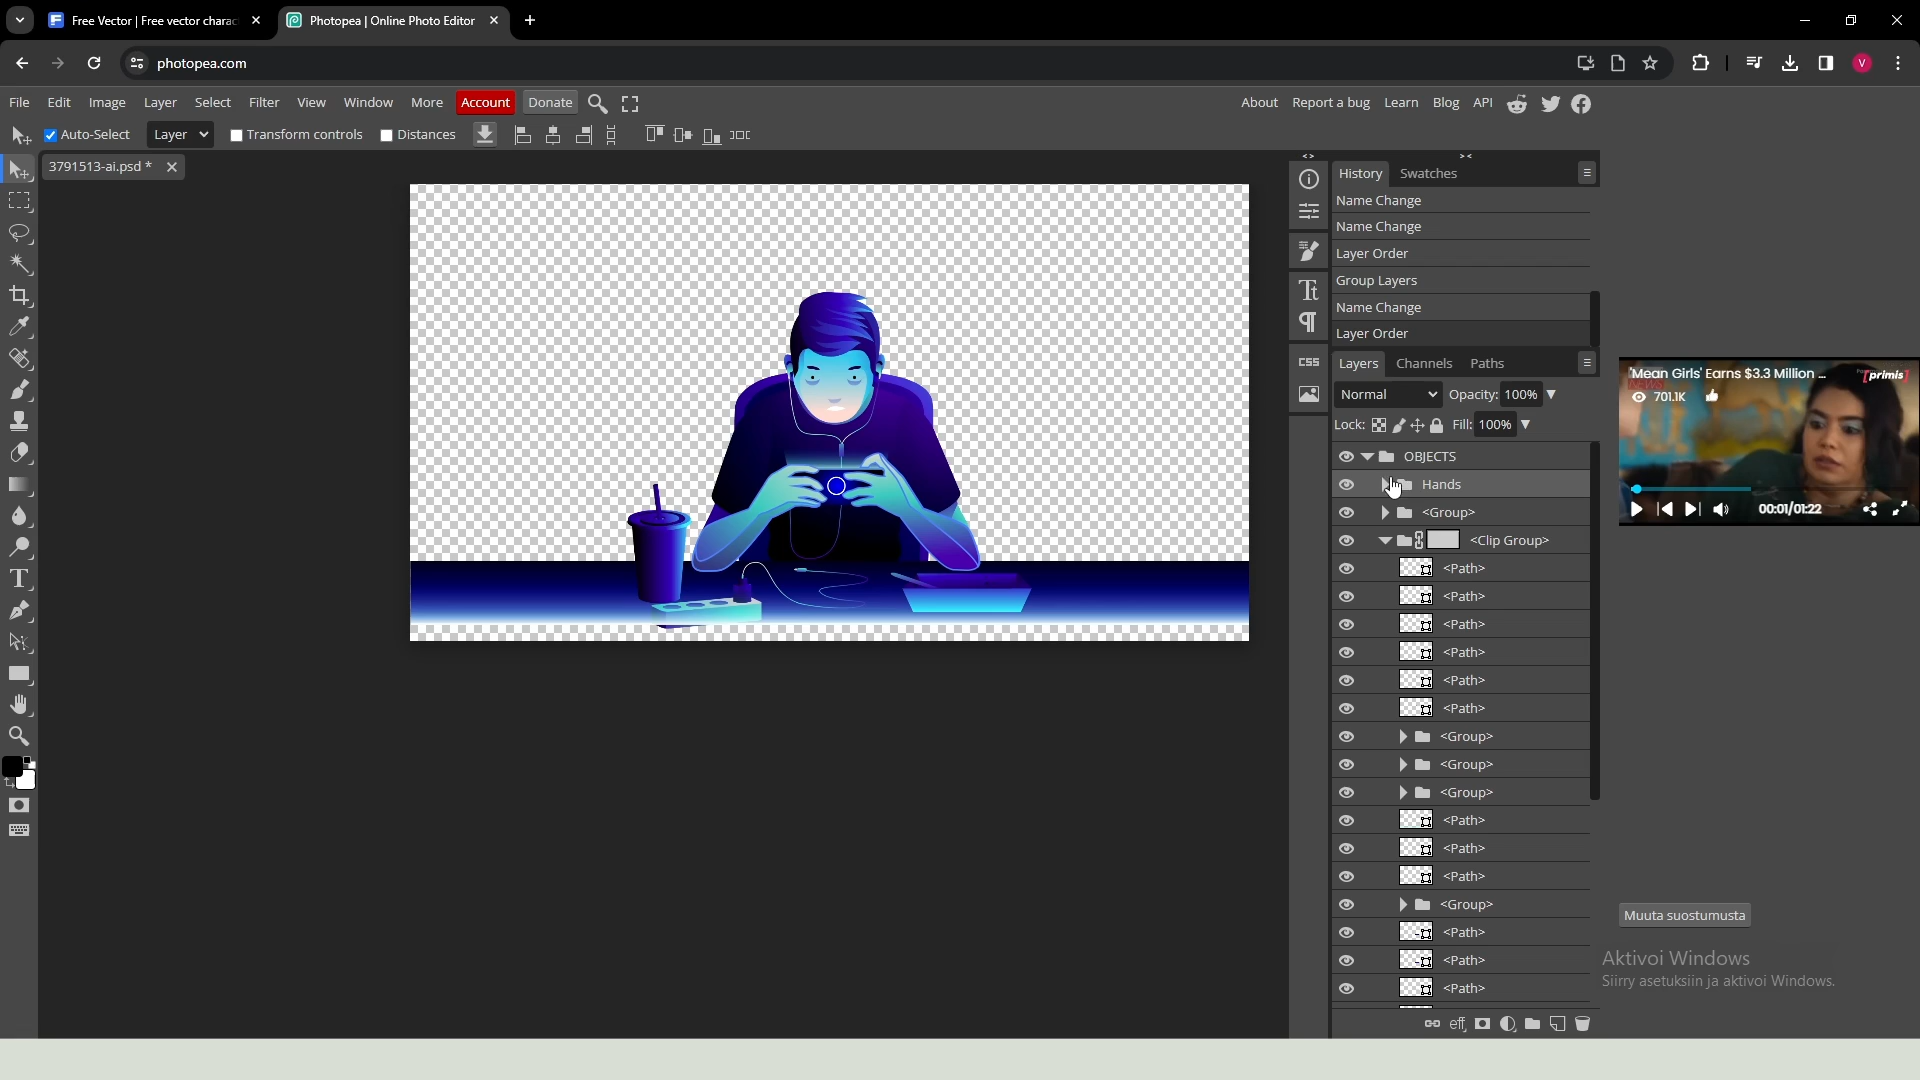 Free Vector | Free vector charac
Photopea | Online Photo Editor
photopea.com
File Edit Image Layer Select Filter View Window More Account Donate
About Report a bug Learn Blog API
Auto-Select Layer Transform controls Distances
3791513-ai.psd *
History Swatches
Name Change
Name Change
Layer Order
Group Layers
Name Change
Layer Order
CSS
Layers Channels Paths
Normal Opacity: 100%
Lock: Fill: 100%
OBJECTS
Hands
<Group>
<Clip Group>
<Path>
<Path>
<Path>
<Path>
<Path>
<Path>
<Group>
<Group>
<Group>
<Path>
<Path>
<Path>
<Group>
<Path>
<Path>
<Path>
eff
'Mean Girls' Earns $3.3 Million ...
[primis]
NEWS
701.1K
00:01/01:22
Muuta suostumusta
Aktivoi Windows
Siirry asetuksiin ja aktivoi Windows.
V